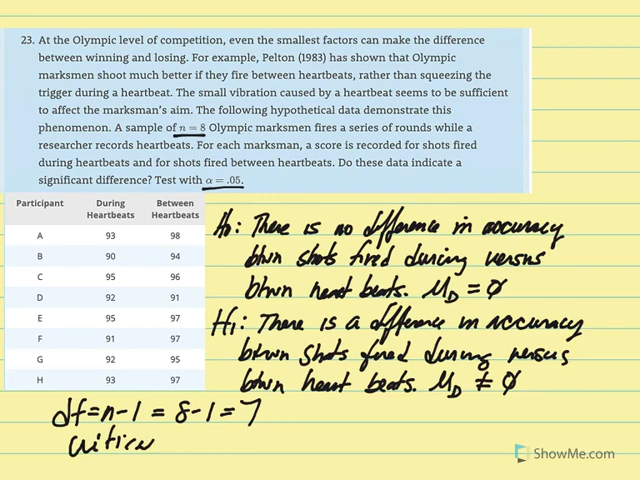 23. At the Olympic level of competition, even the smallest factors can make the difference
between winning and losing. For example, Pelton (1983) has shown that Olympic
marksmen shoot much better if they fire between heartbeats, rather than squeezing the
trigger during a heartbeat. The small vibration caused by a heartbeat seems to be sufficient
to affect the marksman's aim. The following hypothetical data demonstrate this
phenomenon. A sample of n = 8 Olympic marksmen fires a series of rounds while a
researcher records heartbeats. For each marksman, a score is recorded for shots fired
during heartbeats and for shots fired between heartbeats. Do these data indicate a
significant difference? Test with α = .05.
Participant During Heartbeats Between Heartbeats
A 93 98
B 90 94
C 95 96
D 92 91
E 95 97
F 91 97
G 92 95
H 93 97
H0: There is no difference in accuracy
btwn shots fired during versus
btwn heart beats. MD = 0
H1: There is a difference in accuracy
btwn shots fired during versus
btwn heart beats. MD ≠ 0
df = n - 1 = 8 - 1 = 7
critica
ShowMe.com